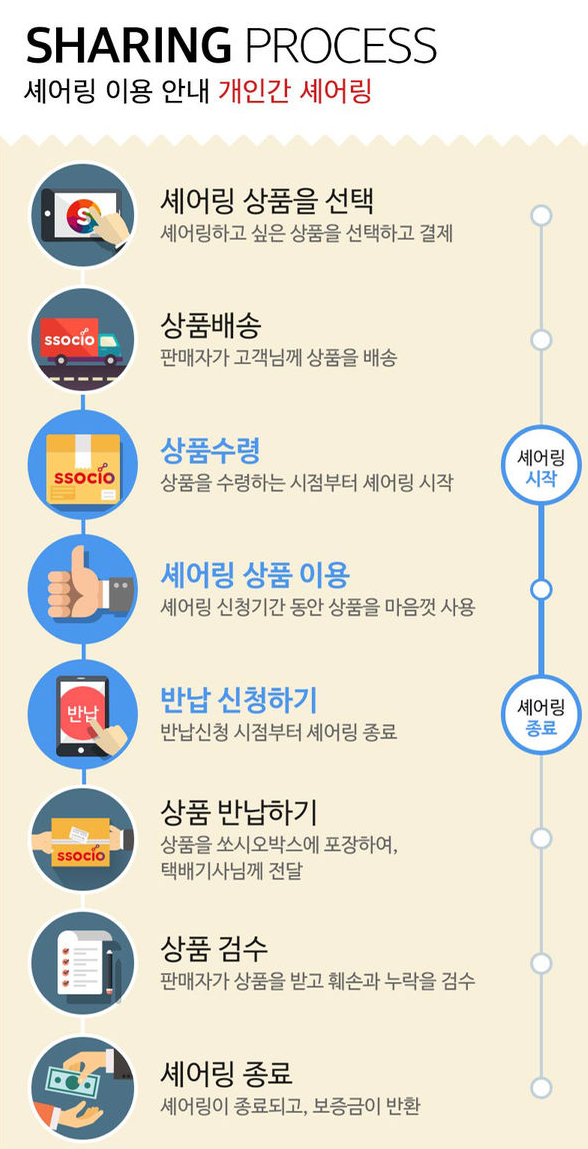 SHARING PROCESS
셰어링 이용 안내 개인간 셰어링
S
셰어링 상품을 선택
셰어링하고 싶은 상품을 선택하고 결제
ssocio
상품배송
판매자가 고객님께 상품을 배송
ssocio
상품수령
상품을 수령하는 시점부터 셰어링 시작
셰어링
시작
셰어링 상품 이용
셰어링 신청기간 동안 상품을 마음껏 사용
반납
반납 신청하기
반납신청 시점부터 셰어링 종료
셰어링
종료
ssocio
상품 반납하기
상품을 쏘시오박스에 포장하여,
택배기사님께 전달
상품 검수
판매자가 상품을 받고 훼손과 누락을 검수
셰어링 종료
셰어링이 종료되고, 보증금이 반환